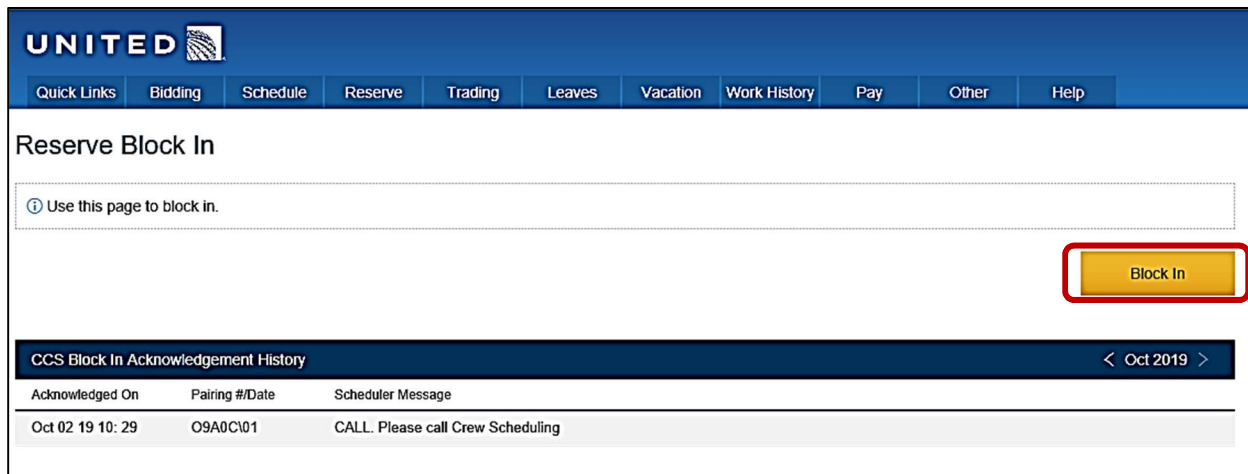 UNITED
Quick Links Bidding Schedule Reserve Trading Leaves Vacation Work History Pay Other Help
Reserve Block In
Use this page to block in.
Block In
CCS Block In Acknowledgement History < Oct 2019 >
Acknowledged On Pairing #/Date Scheduler Message
Oct 02 19 10: 29 O9A0C\01 CALL. Please call Crew Scheduling